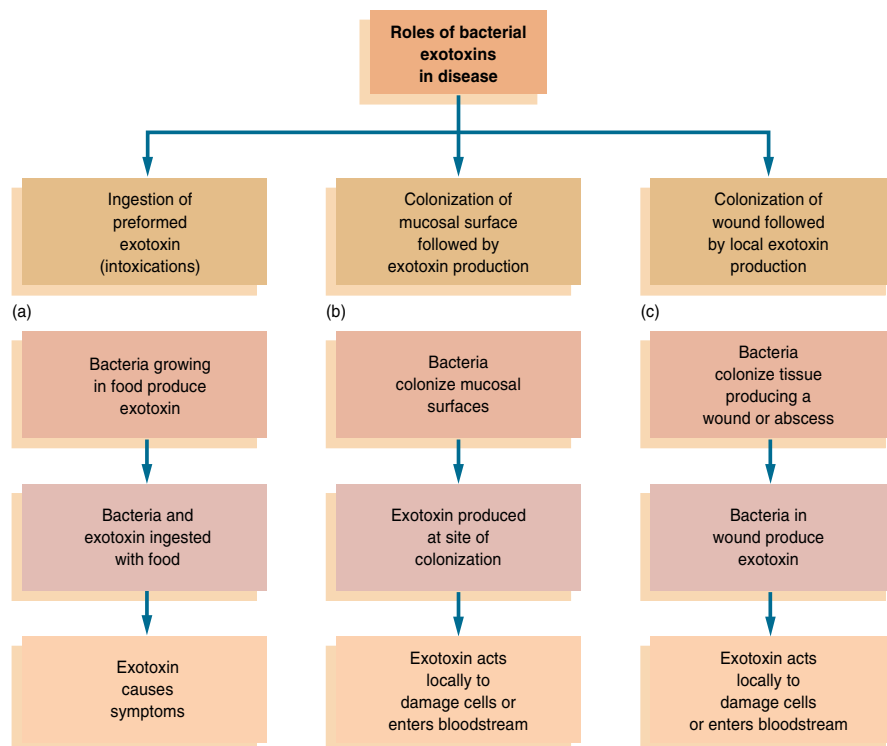 Roles of bacterial
exotoxins
in disease
Ingestion of
preformed
exotoxin
(intoxications)
Colonization of
mucosal surface
followed by
exotoxin production
Colonization of
wound followed
by local exotoxin
production
(a)
(b)
(c)
Bacteria growing
in food produce
exotoxin
Bacteria
colonize mucosal
surfaces
Bacteria
colonize tissue
producing a
wound or abscess
Bacteria and
exotoxin ingested
with food
Exotoxin produced
at site of
colonization
Bacteria in
wound produce
exotoxin
Exotoxin
causes
symptoms
Exotoxin acts
locally to
damage cells or
enters bloodstream
Exotoxin acts
locally to
damage cells
or enters bloodstream